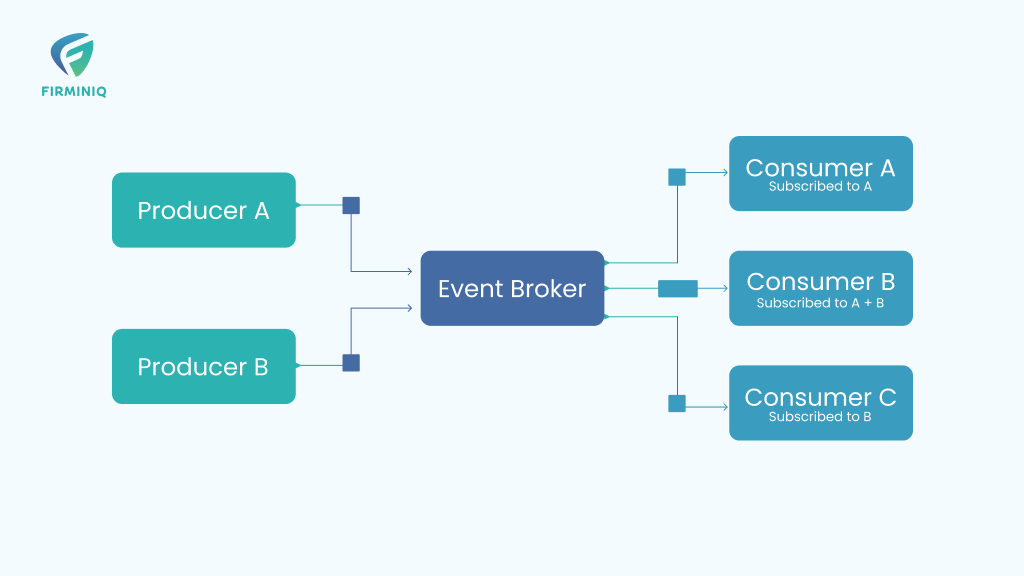 FIRMINIQ
Producer A
Producer B
Event Broker
Consumer A
Subscribed to A
Consumer B
Subscribed to A + B
Consumer C
Subscribed to B